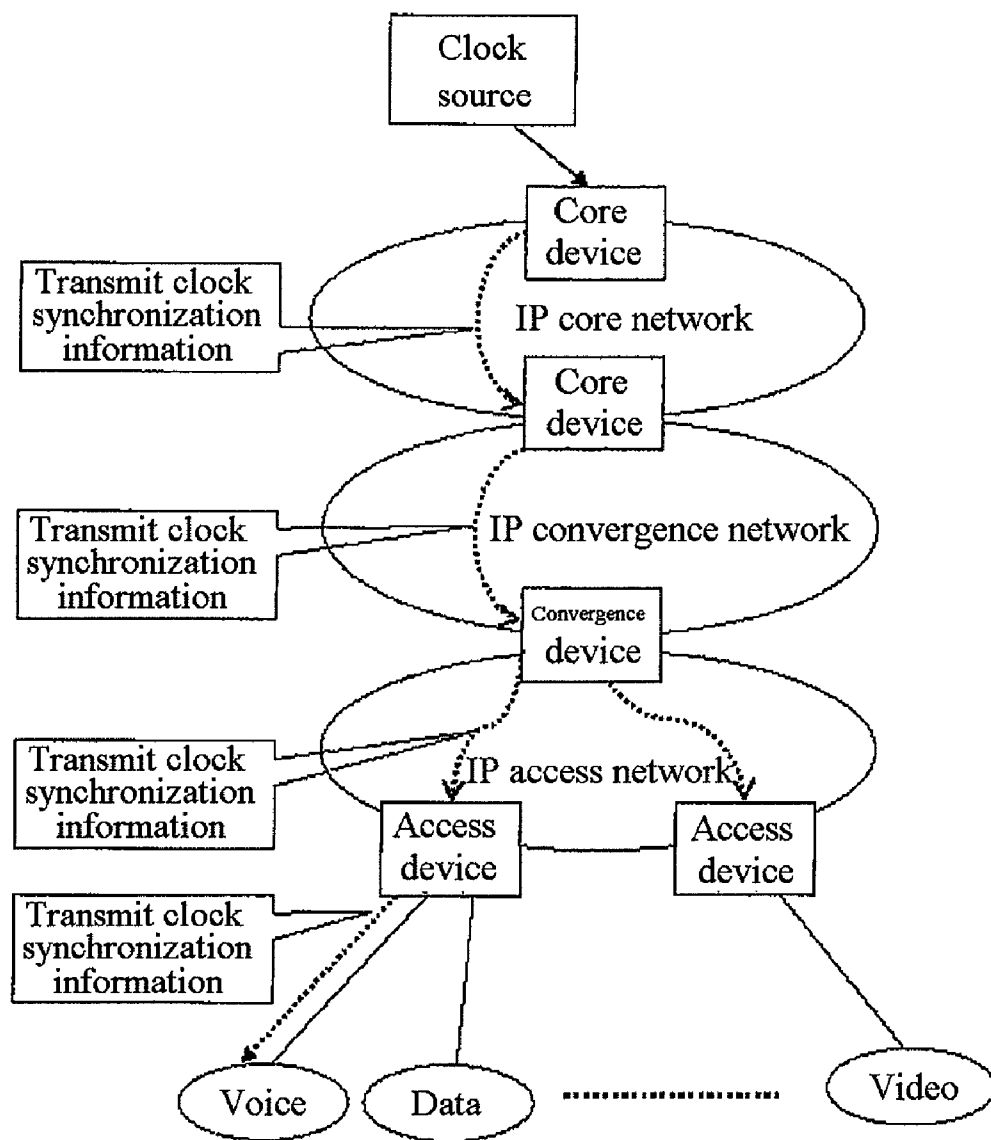 Clock
source
Core
device
Transmit clock
synchronization
information
IP core network
Core
device
Transmit clock
synchronization
information
IP convergence network
Convergence
device
Transmit clock
synchronization
information
IP access network
Access
device
Access
device
Transmit clock
synchronization
information
Voice
Data
Video